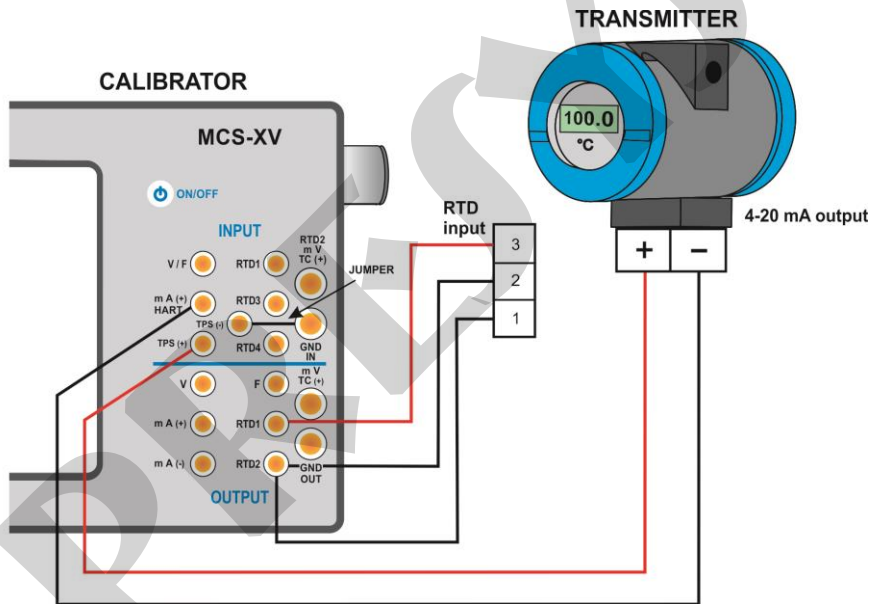 TRANSMITTER
CALIBRATOR
100.0
°C
MCS-XV
ON/OFF
RTD
input
4-20 mA output
+ −
3
2
1
INPUT
RTD2
m V
TC (+)
V / F
RTD1
JUMPER
m A (+)
HART
RTD3
TPS (-)
TPS (+)
RTD4
GND
IN
V
F
m V
TC (+)
m A (+)
RTD1
m A (-)
RTD2
GND
OUT
OUTPUT
PRESYS